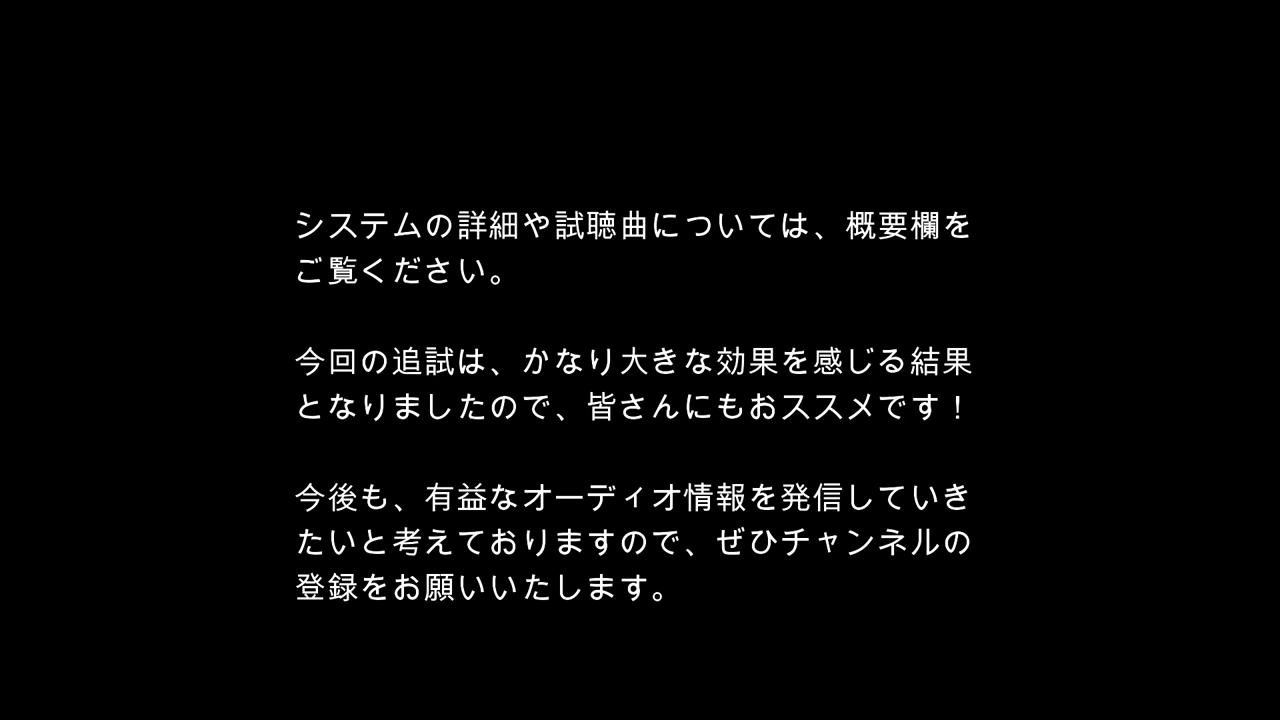 システムの詳細や試聴曲については、概要欄を
ご覧ください。
今回の追試は、かなり大きな効果を感じる結果
となりましたので、皆さんにもおススメです！
今後も、有益なオーディオ情報を発信していき
たいと考えておりますので、ぜひチャンネルの
登録をお願いいたします。